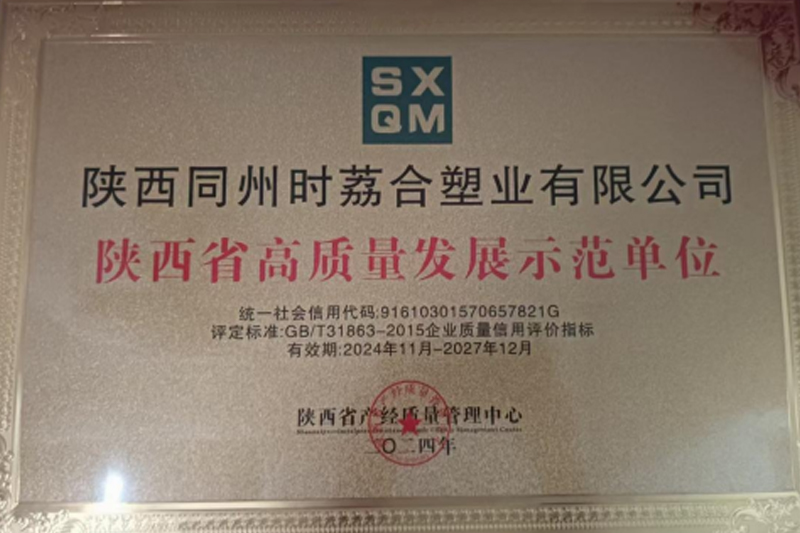 SX
QM
陕西同州时荔合塑业有限公司
陕西省高质量发展示范单位
统一社会信用代码:91610301570657821G
评定标准:GB/T31863-2015企业质量信用评价指标
有效期:2024年11月-2027年12月
陕西省产经质量管理中心
二〇二四年